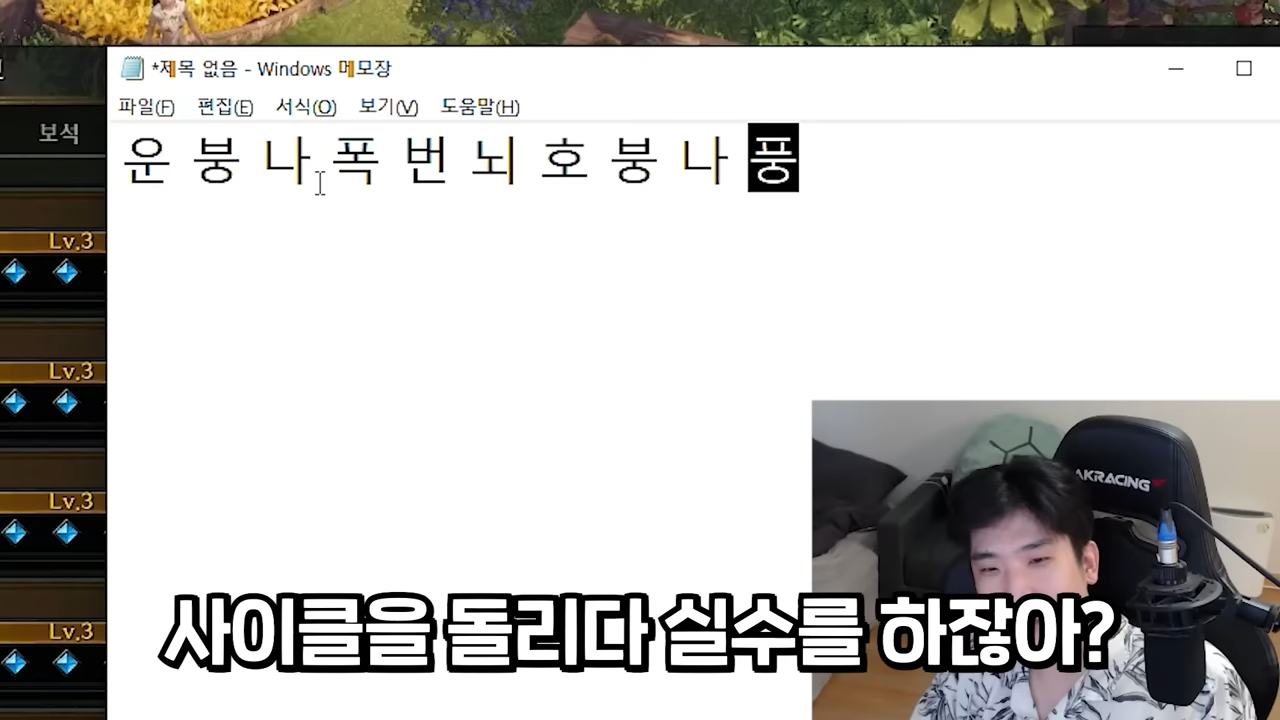 *제목 없음 - Windows 메모장
파일(F) 편집(E) 서식(O) 보기(V) 도움말(H)
보석
운 붕 나 폭 번 뇌 호 붕 나 풍
Lv.3
Lv.3
AKRACING
Lv.3
Lv.3
사이클을 돌리다 실수를 하잖아?